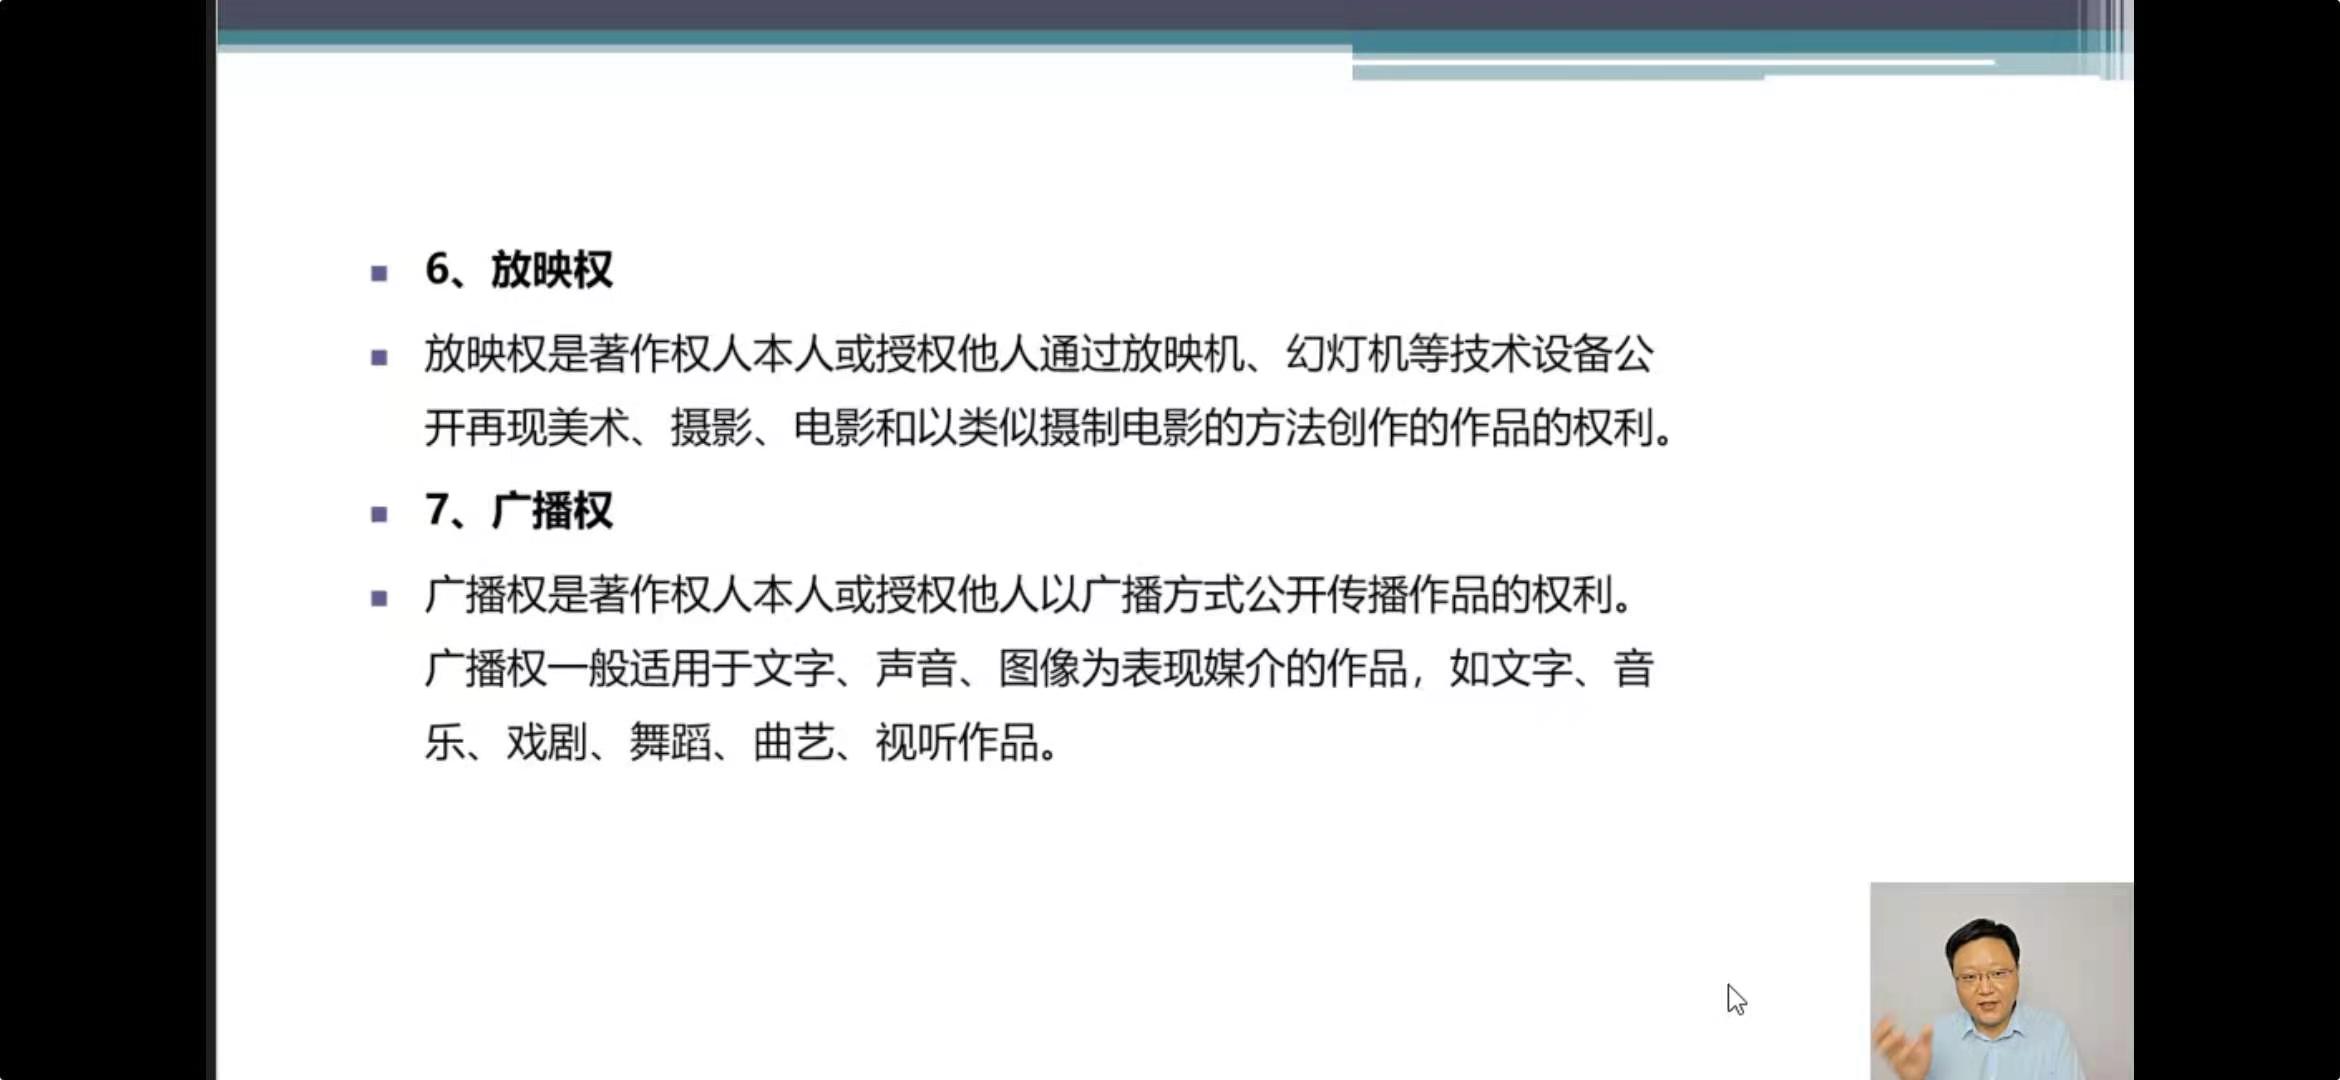 6、放映权
放映权是著作权人本人或授权他人通过放映机、幻灯机等技术设备公
开再现美术、摄影、电影和以类似摄制电影的方法创作的作品的权利。
7、广播权
广播权是著作权人本人或授权他人以广播方式公开传播作品的权利。
广播权一般适用于文字、声音、图像为表现媒介的作品，如文字、音
乐、戏剧、舞蹈、曲艺、视听作品。